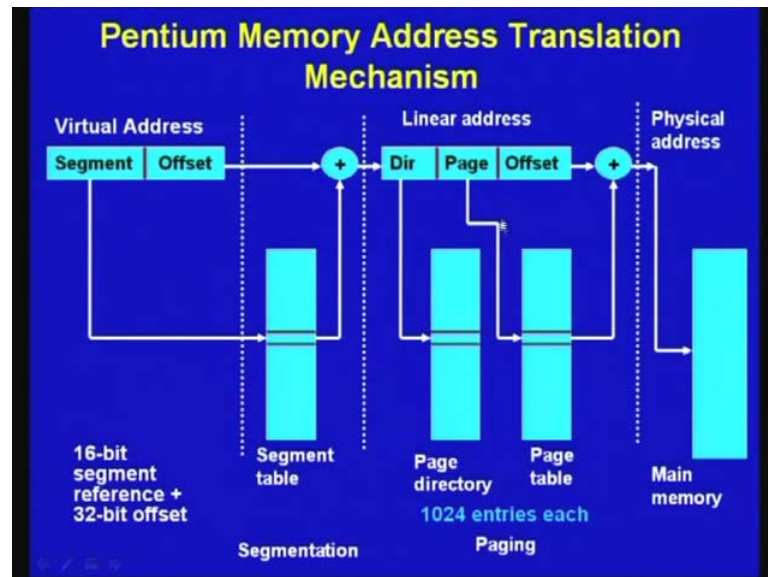 Pentium Memory Address Translation
Mechanism
Virtual Address
Linear address
Physical
address
Segment Offset
+
Dir Page Offset
+
16-bit
segment
reference +
32-bit offset
Segment
table
Page
directory
Page
table
Main
memory
1024 entries each
Segmentation
Paging